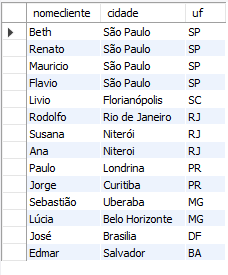 nomecliente cidade uf
Beth São Paulo SP
Renato São Paulo SP
Mauricio São Paulo SP
Flavio São Paulo SP
Livio Florianópolis SC
Rodolfo Rio de Janeiro RJ
Susana Niterói RJ
Ana Niteroi RJ
Paulo Londrina PR
Jorge Curitiba PR
Sebastião Uberaba MG
Lúcia Belo Horizonte MG
José Brasilia DF
Edmar Salvador BA